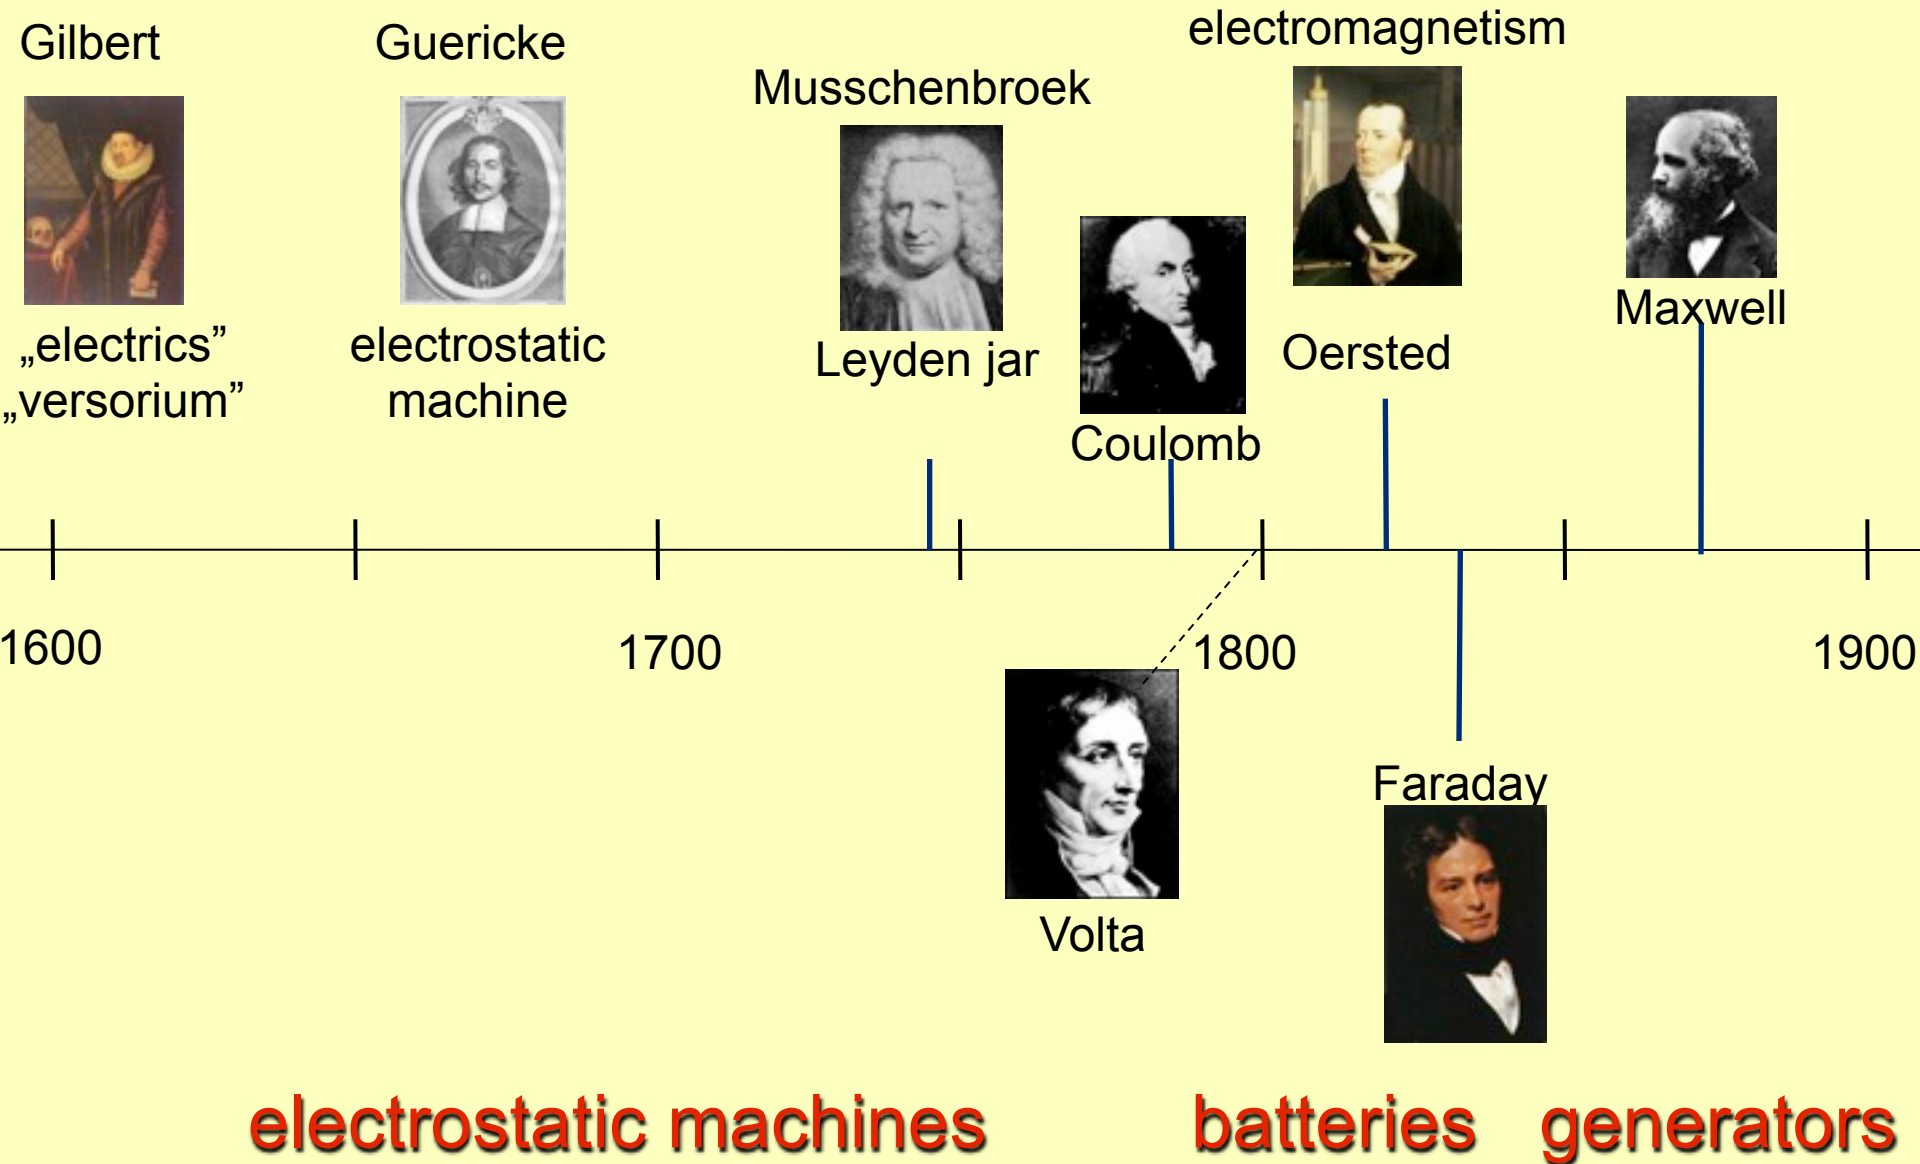 Gilbert
Guericke
electromagnetism
Musschenbroek
„electrics”
„versorium”
electrostatic
machine
Leyden jar
Coulomb
Oersted
Maxwell
1600
1700
1800
1900
Volta
Faraday
electrostatic machines
batteries
generators